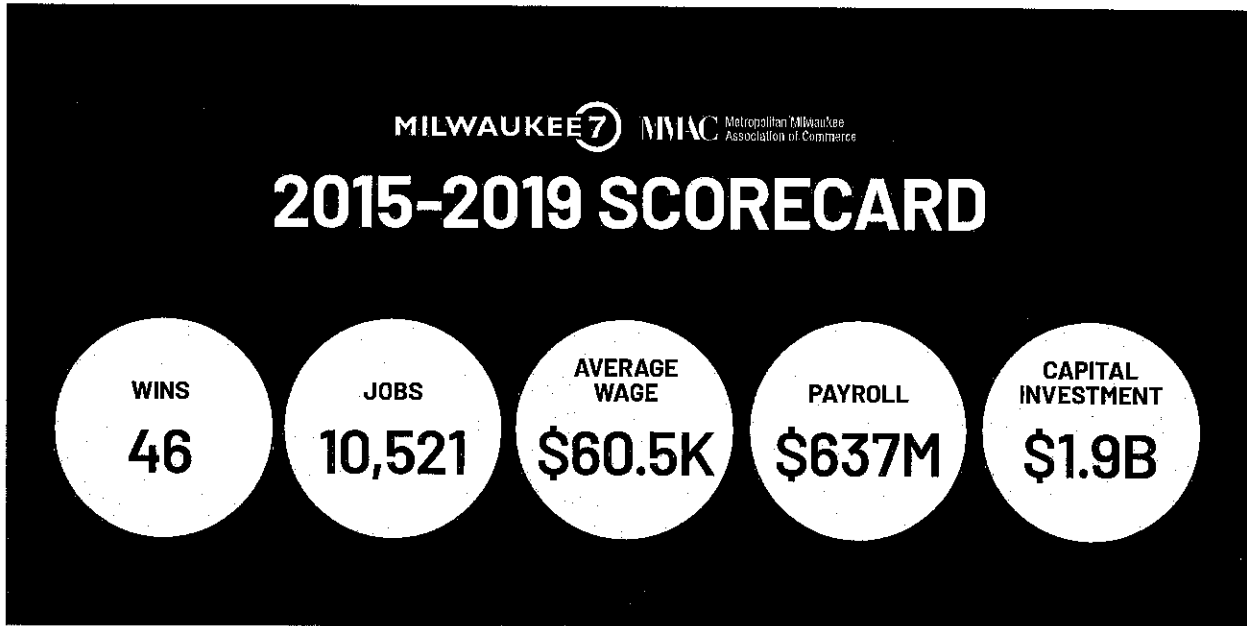 MILWAUKEE 7 MMAC Metropolitan Milwaukee
Association of Commerce
2015-2019 SCORECARD
WINS
46
JOBS
10,521
AVERAGE
WAGE
$60.5K
PAYROLL
$637M
CAPITAL
INVESTMENT
$1.9B